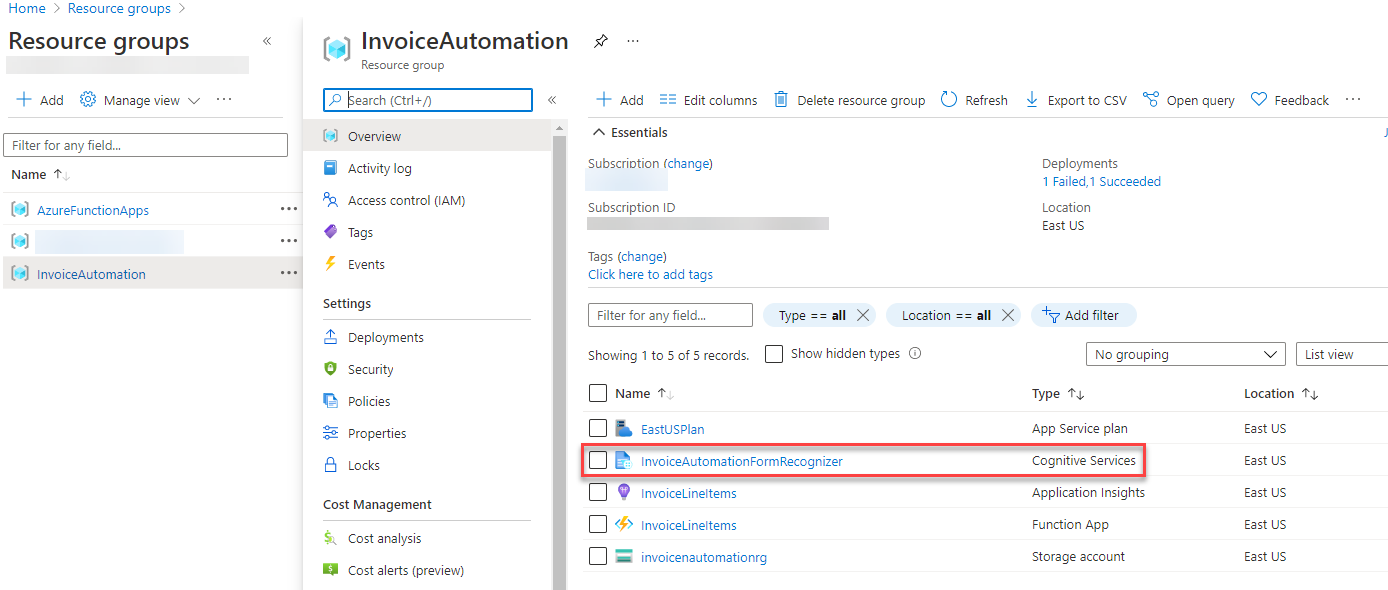 Home > Resource groups >
Resource groups «
+ Add Manage view ···
Filter for any field...
Name ↑↓
AzureFunctionApps ···
···
InvoiceAutomation ···
InvoiceAutomation ···
Resource group
Search (Ctrl+/) «
Overview
Activity log
Access control (IAM)
Tags
Events
Settings
Deployments
Security
Policies
Properties
Locks
Cost Management
Cost analysis
Cost alerts (preview)
+ Add Edit columns Delete resource group Refresh Export to CSV Open query Feedback ···
Essentials
Subscription (change)
Subscription ID
Deployments
1 Failed,1 Succeeded
Location
East US
Tags (change)
Click here to add tags
Filter for any field... Type == all Location == all Add filter
Showing 1 to 5 of 5 records. Show hidden types No grouping List view
Name ↑↓ Type ↑↓ Location ↑↓
EastUSPlan App Service plan East US
InvoiceAutomationFormRecognizer Cognitive Services East US
InvoiceLineItems Application Insights East US
InvoiceLineItems Function App East US
invoicenautomationrg Storage account East US